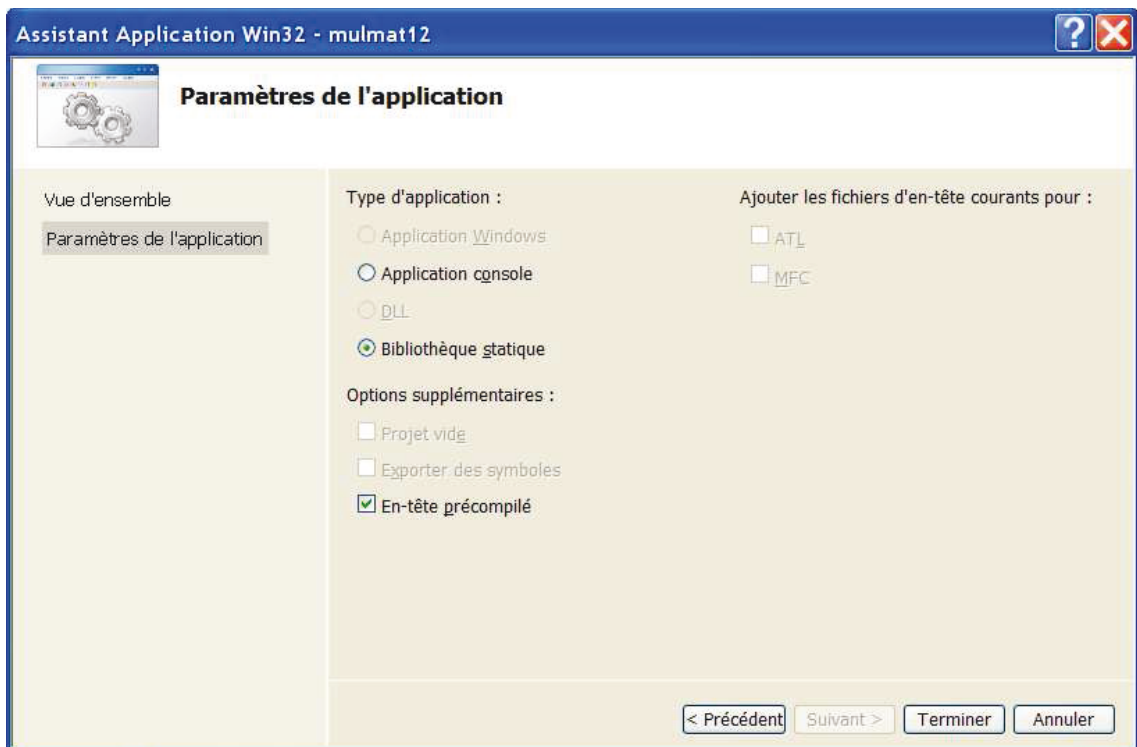 Assistant Application Win32 - mulmat12
Paramètres de l'application
Vue d'ensemble
Paramètres de l'application
Type d'application :
Application Windows
Application console
DLL
Bibliothèque statique
Options supplémentaires :
Projet vide
Exporter des symboles
En-tête précompilé
Ajouter les fichiers d'en-tête courants pour :
ATL
MFC
< Précédent
Suivant >
Terminer
Annuler